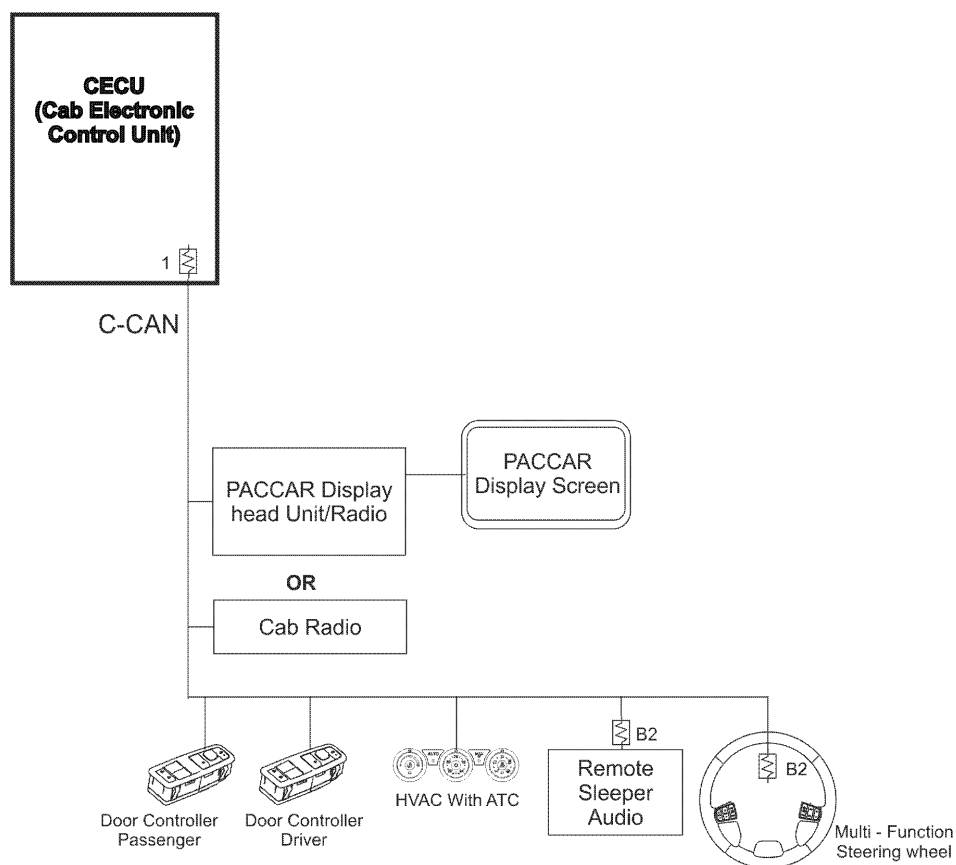 CECU
(Cab Electronic
Control Unit)
1
C-CAN
PACCAR Display
head Unit/Radio
PACCAR
Display Screen
OR
Cab Radio
B2
AUTO
Remote
Sleeper
Audio
B2
HVAC With ATC
Door Controller
Passenger
Door Controller
Driver
Multi - Function
Steering wheel